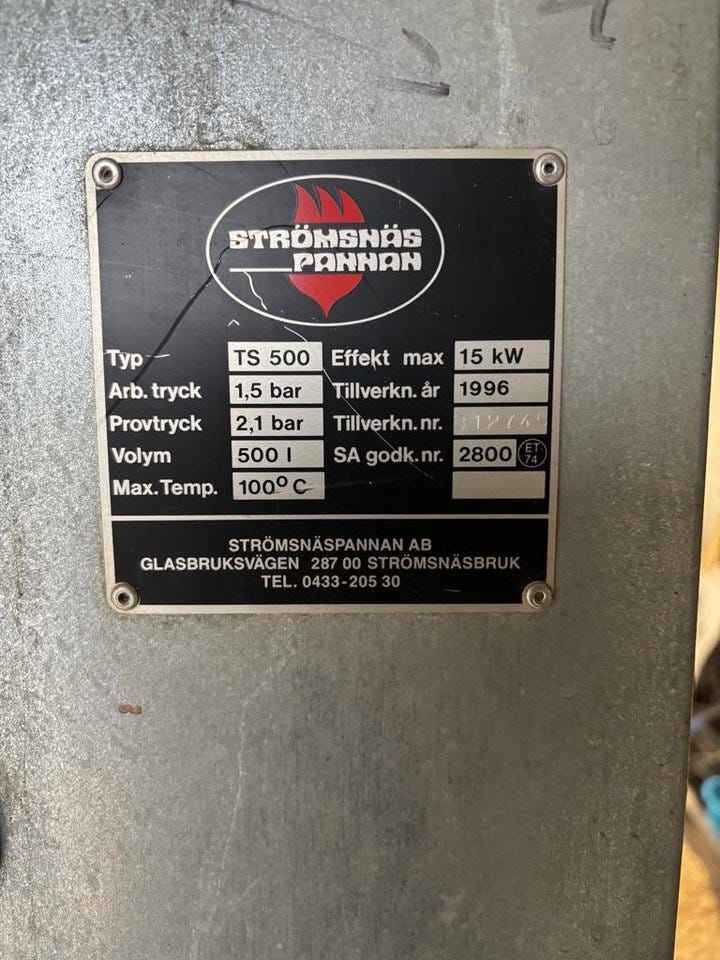 STRÖMSNÄS
PANNAN
Typ TS 500 Effekt max 15 kW
Arb. tryck 1,5 bar Tillverkn. år 1996
Provtryck 2,1 bar Tillverkn. nr.
Volym 500 l SA godk. nr. 2800 ET 74
Max. Temp. 100° C
STRÖMSNÄSPANNAN AB
GLASBRUKSVÄGEN 287 00 STRÖMSNÄSBRUK
TEL. 0433-205 30